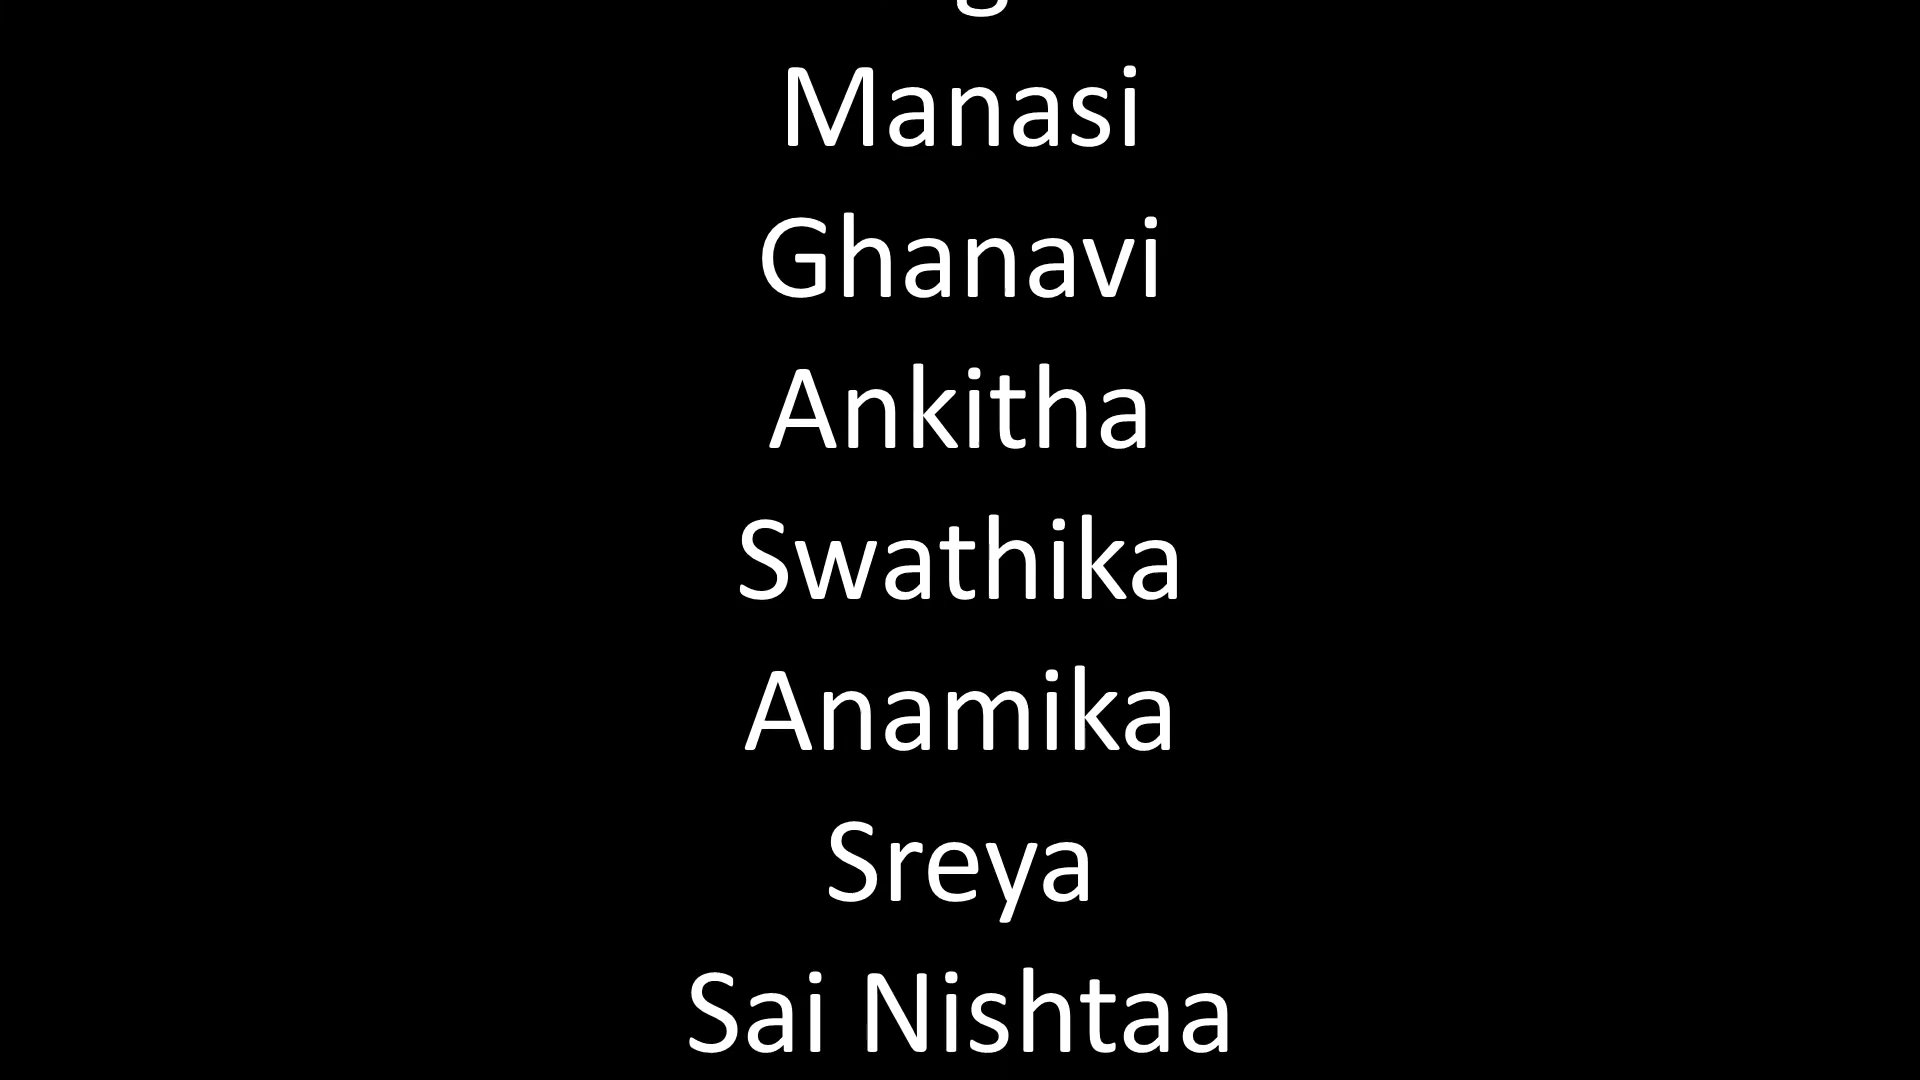 Manasi
Ghanavi
Ankitha
Swathika
Anamika
Sreya
Sai Nishtaa